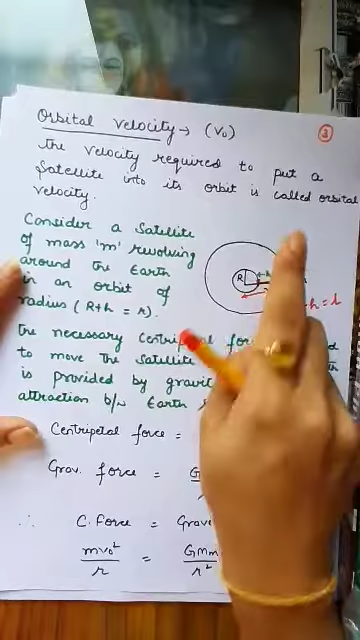 Orbital Velocity → (V₀)
3
The velocity required to put a
Satellite into its orbit is called orbital
velocity.
Consider a Satellite
of mass 'm' revolving
around the Earth
in an orbit of
radius (R+h = r).
R
h
h = r
The necessary Centripetal
to move the Satellite
is provided by
attraction b/w Earth
Centripetal force =
Grav. force = G
∴ C. Force = Grav
mv₀²/r = GMm/r²